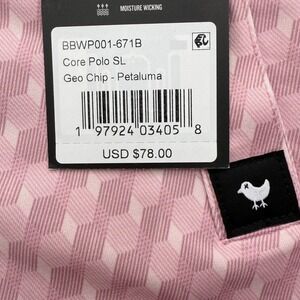 MOISTURE WICKING
BBWP001-671B
Core Polo SL
Geo Chip - Petaluma
1 97924 03405 8
USD $78.00